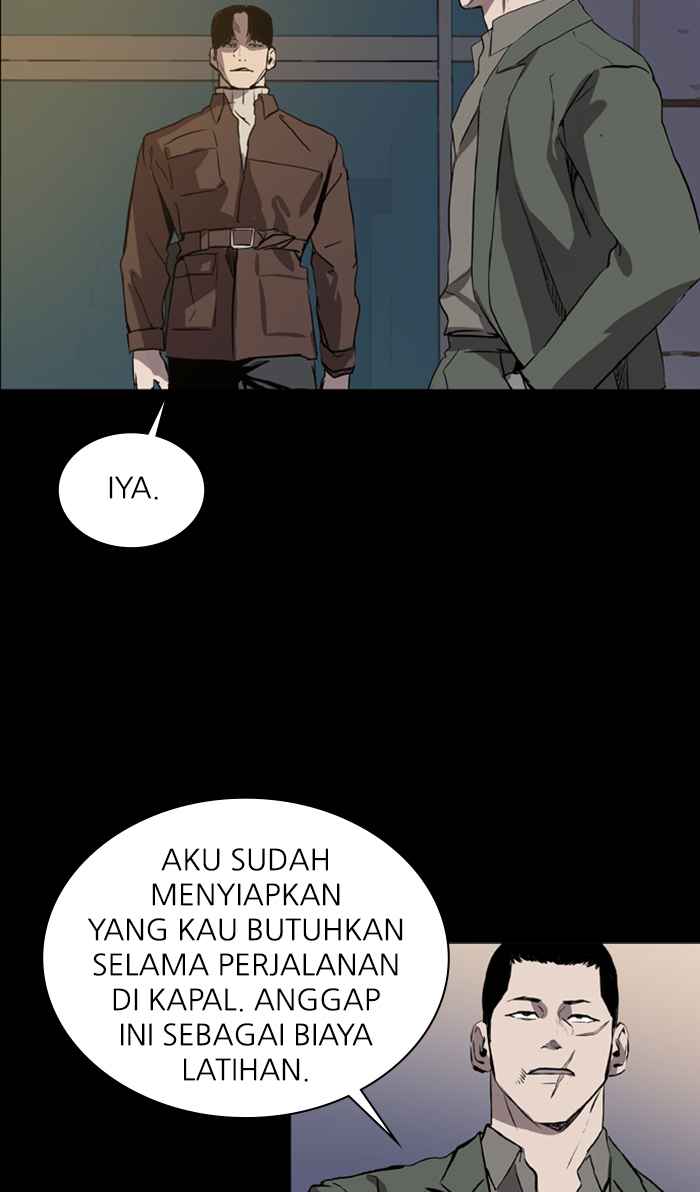 IYA.
AKU SUDAH
MENYIAPKAN
YANG KAU BUTUHKAN
SELAMA PERJALANAN
DI KAPAL. ANGGAP
INI SEBAGAI BIAYA
LATIHAN.